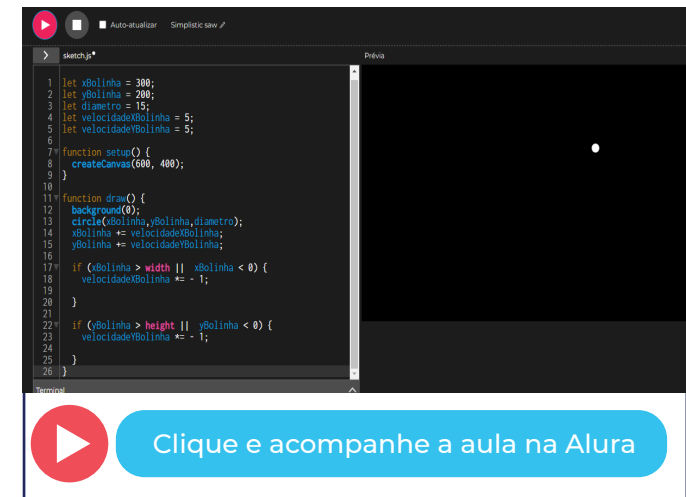 Auto-atualizar Simplistic saw
sketch.js•
Prévia
1 let xBolinha = 300;
2 let yBolinha = 200;
3 let diametro = 15;
4 let velocidadeXBolinha = 5;
5 let velocidadeYBolinha = 5;
6
7 function setup() {
8 createCanvas(600, 400);
9 }
10
11 function draw() {
12 background(0);
13 circle(xBolinha,yBolinha,diametro);
14 xBolinha += velocidadeXBolinha;
15 yBolinha += velocidadeYBolinha;
16
17 if (xBolinha > width || xBolinha < 0) {
18 velocidadeXBolinha *= - 1;
19
20 }
21
22 if (yBolinha > height || yBolinha < 0) {
23 velocidadeYBolinha *= - 1;
24
25 }
26 }
Terminal
Clique e acompanhe a aula na Alura